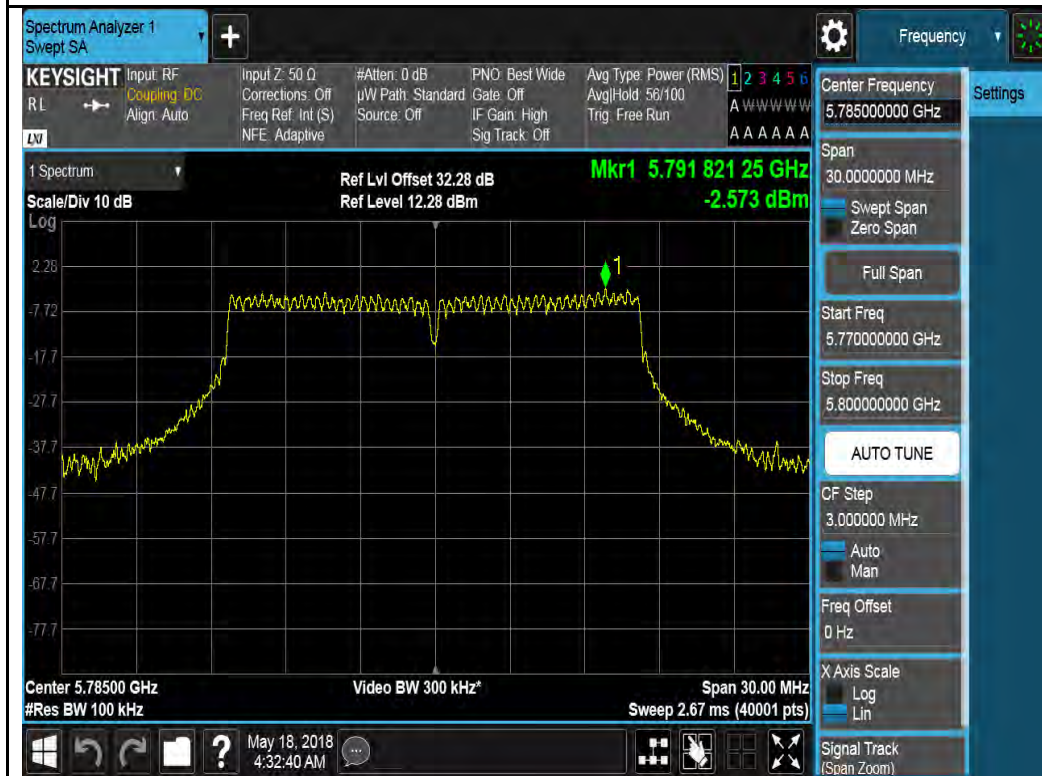 Spectrum Analyzer 1
Swept SA
+
Frequency
KEYSIGHT
RL
LXI
Input: RF
Coupling: DC
Align: Auto
Input Z: 50 Ω
Corrections: Off
Freq Ref: Int (S)
NFE: Adaptive
#Atten: 0 dB
µW Path: Standard
Source: Off
PNO: Best Wide
Gate: Off
IF Gain: High
Sig Track: Off
Avg Type: Power (RMS)
Avg|Hold: 56/100
Trig: Free Run
1 2 3 4 5 6
A W W W W W
A A A A A A
1 Spectrum
Scale/Div 10 dB
Log
Ref Lvl Offset 32.28 dB
Ref Level 12.28 dBm
Mkr1 5.791 821 25 GHz
-2.573 dBm
1
2.28
-7.72
-17.7
-27.7
-37.7
-47.7
-57.7
-67.7
-77.7
Center 5.78500 GHz
#Res BW 100 kHz
Video BW 300 kHz*
Span 30.00 MHz
Sweep 2.67 ms (40001 pts)
?
May 18, 2018
4:32:40 AM
Center Frequency
5.785000000 GHz
Settings
Span
30.0000000 MHz
Swept Span
Zero Span
Full Span
Start Freq
5.770000000 GHz
Stop Freq
5.800000000 GHz
AUTO TUNE
CF Step
3.000000 MHz
Auto
Man
Freq Offset
0 Hz
X Axis Scale
Log
Lin
Signal Track
(Span Zoom)